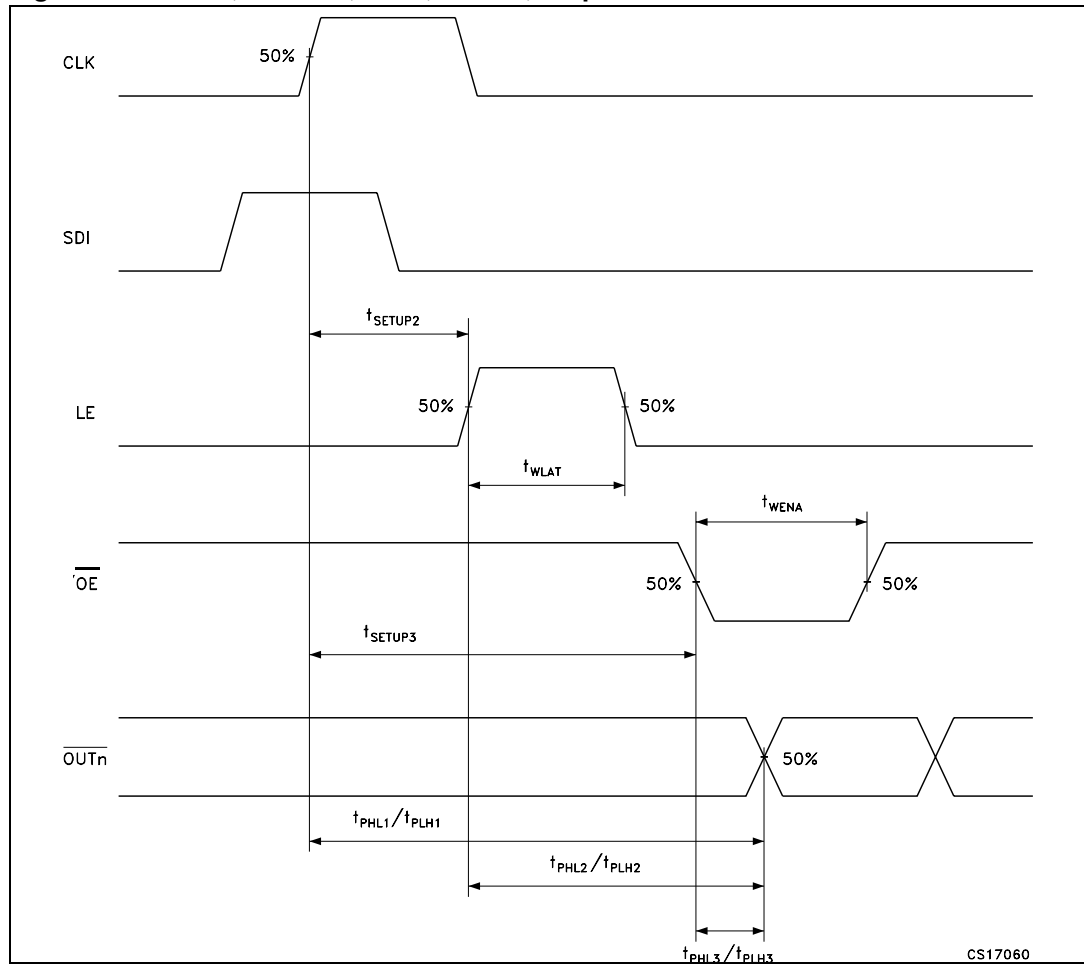 CLK
50%
SDI
tSETUP2
LE
50%
50%
tWLAT
tWENA
OE
50%
50%
tSETUP3
OUTn
50%
tPHL1/tPLH1
tPHL2/tPLH2
tPHL3/tPLH3
CS17060